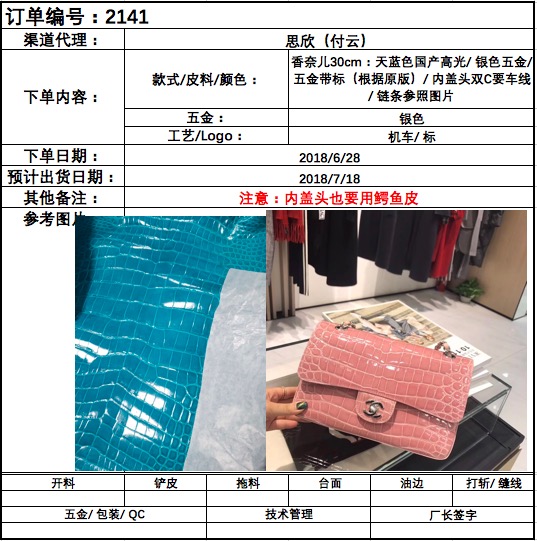 订单编号：2141
渠道代理： 思欣（付云）
下单内容：
款式/皮料/颜色：
香奈儿30cm：天蓝色国产高光/ 银色五金/
五金带标（根据原版）/ 内盖头双C要车线
/ 链条参照图片
五金： 银色
工艺/Logo： 机车/ 标
下单日期： 2018/6/28
预计出货日期： 2018/7/18
其他备注： 注意：内盖头也要用鳄鱼皮
参考图片
开料 铲皮 拖料 台面 油边 打斩/ 缝线
五金/ 包装/ QC 技术管理 厂长签字